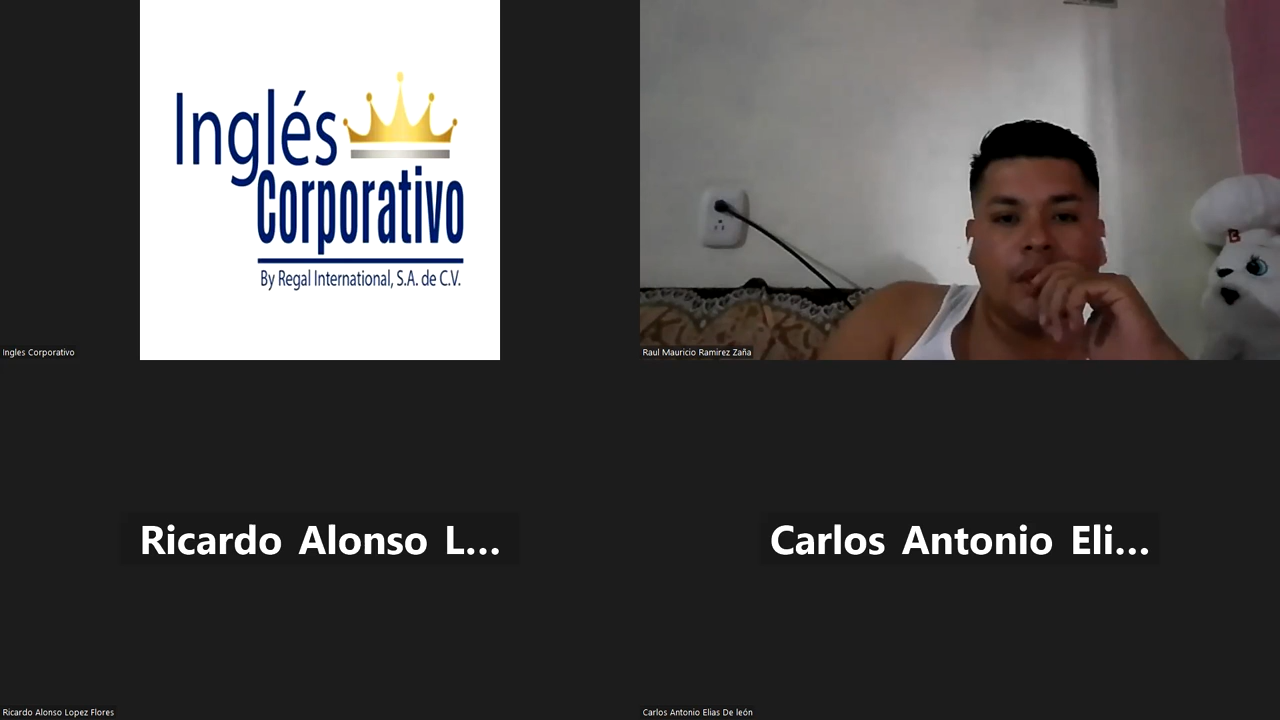 Inglés
Corporativo
By Regal International, S.A. de C.V.
Ingles Corporativo
B
Raul Mauricio Ramirez Zaña
Ricardo Alonso L...
Carlos Antonio Eli...
Ricardo Alonso Lopez Flores
Carlos Antonio Elias De león